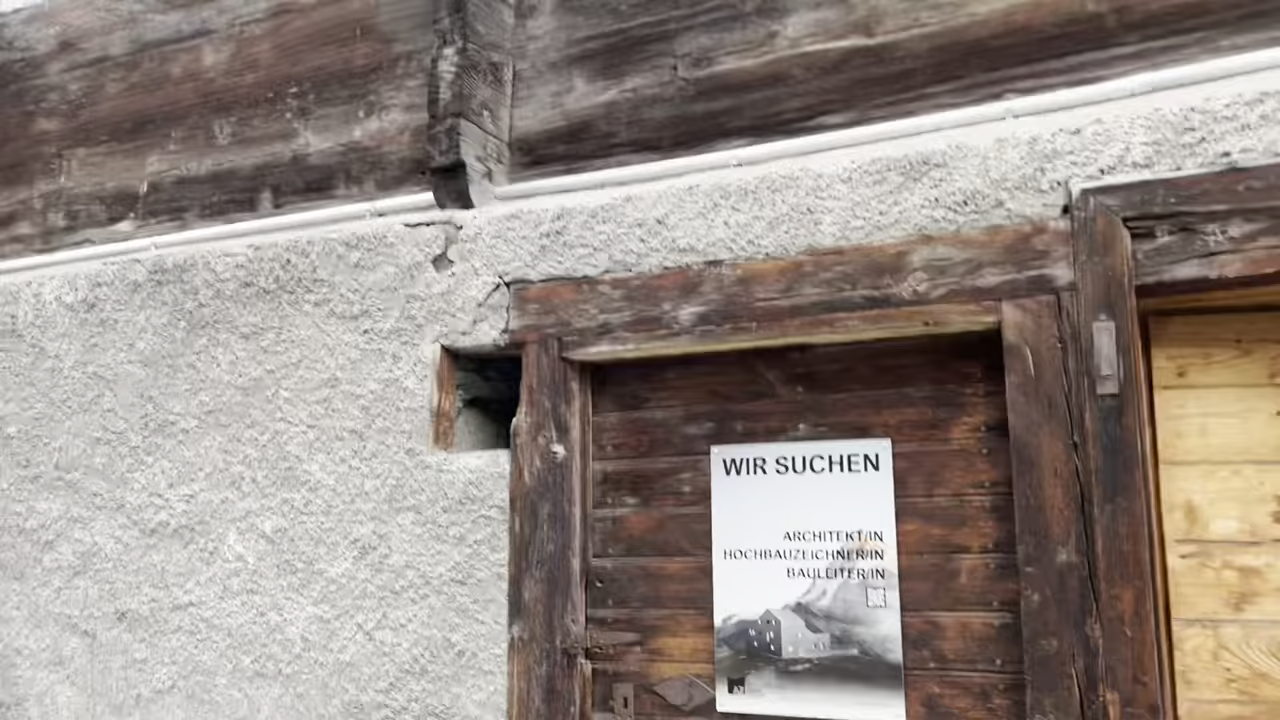 WIR SUCHEN
ARCHITEKT/IN
HOCHBAUZEICHNER/IN
BAULEITER/IN